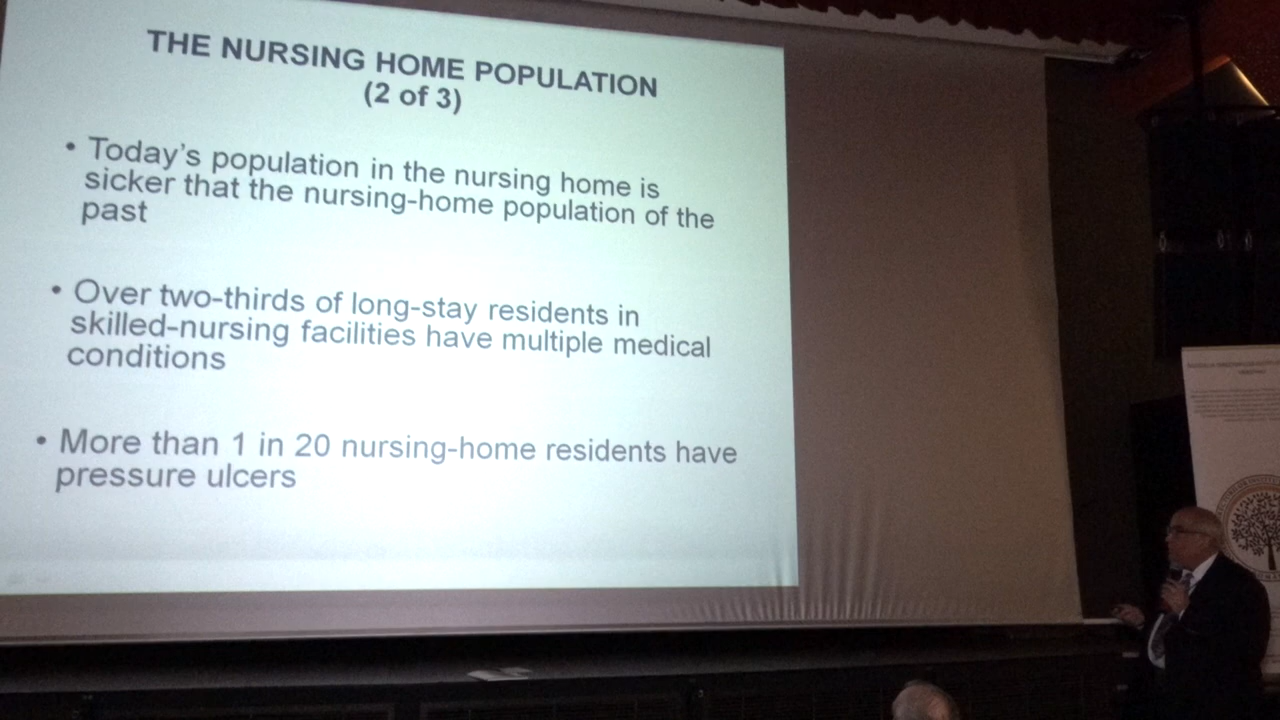 THE NURSING HOME POPULATION
(2 of 3)
• Today's population in the nursing home is
sicker that the nursing-home population of the
past
• Over two-thirds of long-stay residents in
skilled-nursing facilities have multiple medical
conditions
• More than 1 in 20 nursing-home residents have
pressure ulcers